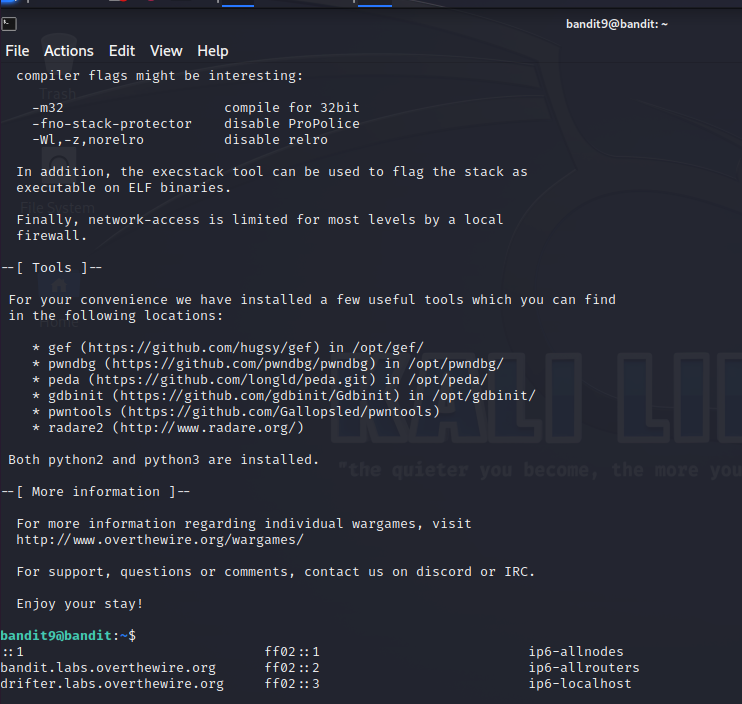 bandit9@bandit: ~
File Actions Edit View Help
compiler flags might be interesting:
-m32 compile for 32bit
-fno-stack-protector disable ProPolice
-Wl,-z,norelro disable relro
In addition, the execstack tool can be used to flag the stack as
executable on ELF binaries.
Finally, network-access is limited for most levels by a local
firewall.
--[ Tools ]--
For your convenience we have installed a few useful tools which you can find
in the following locations:
* gef (https://github.com/hugsy/gef) in /opt/gef/
* pwndbg (https://github.com/pwndbg/pwndbg) in /opt/pwndbg/
* peda (https://github.com/longld/peda.git) in /opt/peda/
* gdbinit (https://github.com/gdbinit/Gdbinit) in /opt/gdbinit/
* pwntools (https://github.com/Gallopsled/pwntools)
* radare2 (http://www.radare.org/)
Both python2 and python3 are installed.
--[ More information ]--
For more information regarding individual wargames, visit
http://www.overthewire.org/wargames/
For support, questions or comments, contact us on discord or IRC.
Enjoy your stay!
bandit9@bandit:~$
::1 ff02::1 ip6-allnodes
bandit.labs.overthewire.org ff02::2 ip6-allrouters
drifter.labs.overthewire.org ff02::3 ip6-localhost
Trash
File System
Home
KALI LI
"the quieter you become, the more you